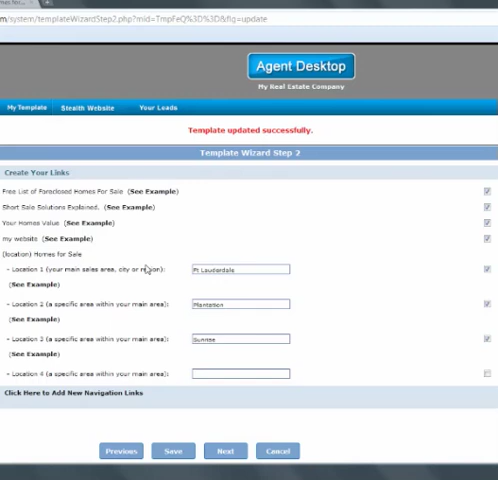 m/system/templateWizardStep2.php?mid=TmpFeQ%3D%3D&flg=update
Agent Desktop
My Real Estate Company
My Template Stealth Website Your Leads
Template updated successfully.
Template Wizard Step 2
Create Your Links
Free List of Foreclosed Homes For Sale (See Example)
Short Sale Solutions Explained. (See Example)
Your Homes Value (See Example)
my website (See Example)
(location) Homes for Sale
- Location 1 (your main sales area, city or region): Ft Lauderdale
(See Example)
- Location 2 (a specific area within your main area): Plantation
(See Example)
- Location 3 (a specific area within your main area): Sunrise
(See Example)
- Location 4 (a specific area within your main area):
Click Here to Add New Navigation Links
Previous Save Next Cancel